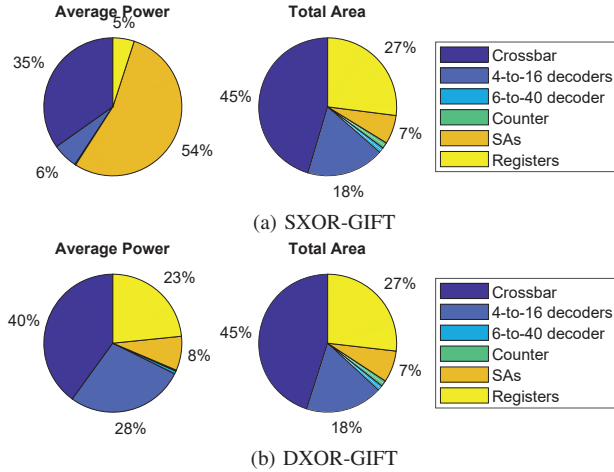 Average Power
Total Area
5%
35%
54%
6%
27%
45%
7%
18%
Crossbar
4-to-16 decoders
6-to-40 decoder
Counter
SAs
Registers
(a) SXOR-GIFT
Average Power
Total Area
23%
40%
8%
28%
27%
45%
7%
18%
Crossbar
4-to-16 decoders
6-to-40 decoder
Counter
SAs
Registers
(b) DXOR-GIFT